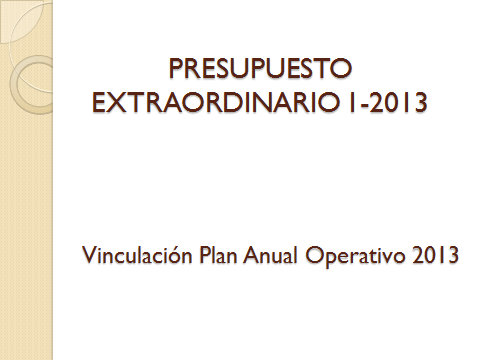 PRESUPUESTO
EXTRAORDINARIO 1-2013
Vinculación Plan Anual Operativo 2013